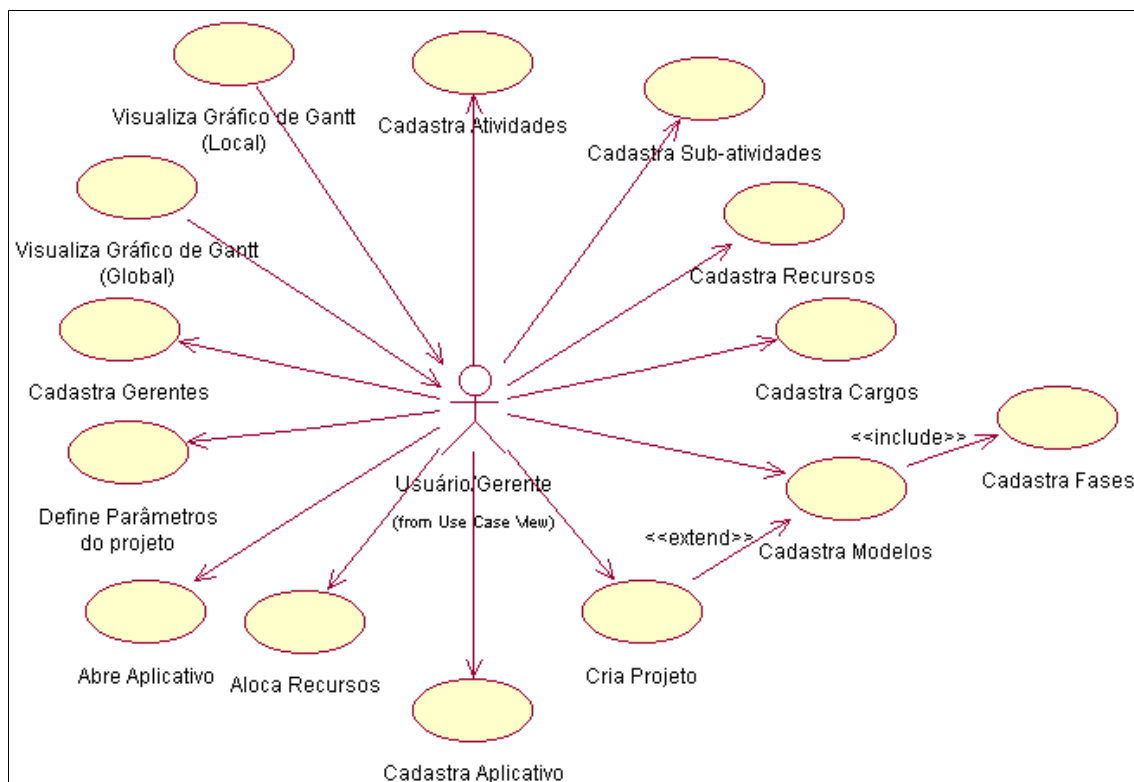 Visualiza Gráfico de Gantt
(Local)
Cadastra Atividades
Cadastra Sub-atividades
Visualiza Gráfico de Gantt
(Global)
Cadastra Recursos
Cadastra Gerentes
Cadastra Cargos
<<include>>
Cadastra Fases
Usuário/Gerente
(from Use Case View)
Define Parâmetros
do projeto
<<extend>>
Cadastra Modelos
Abre Aplicativo
Aloca Recursos
Cria Projeto
Cadastra Aplicativo